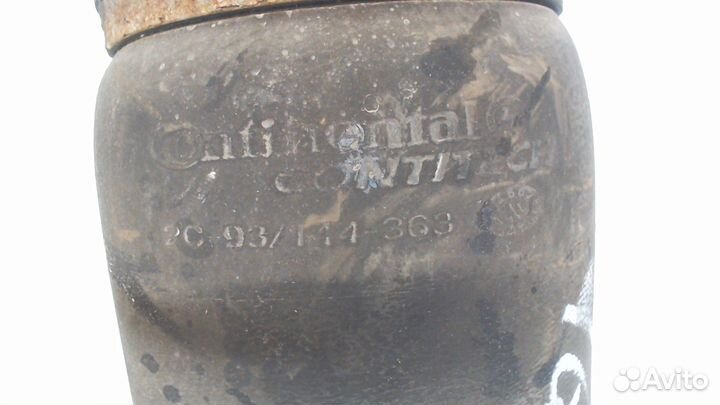 Continental
CONTITECH
2C-93/144-363
Avito